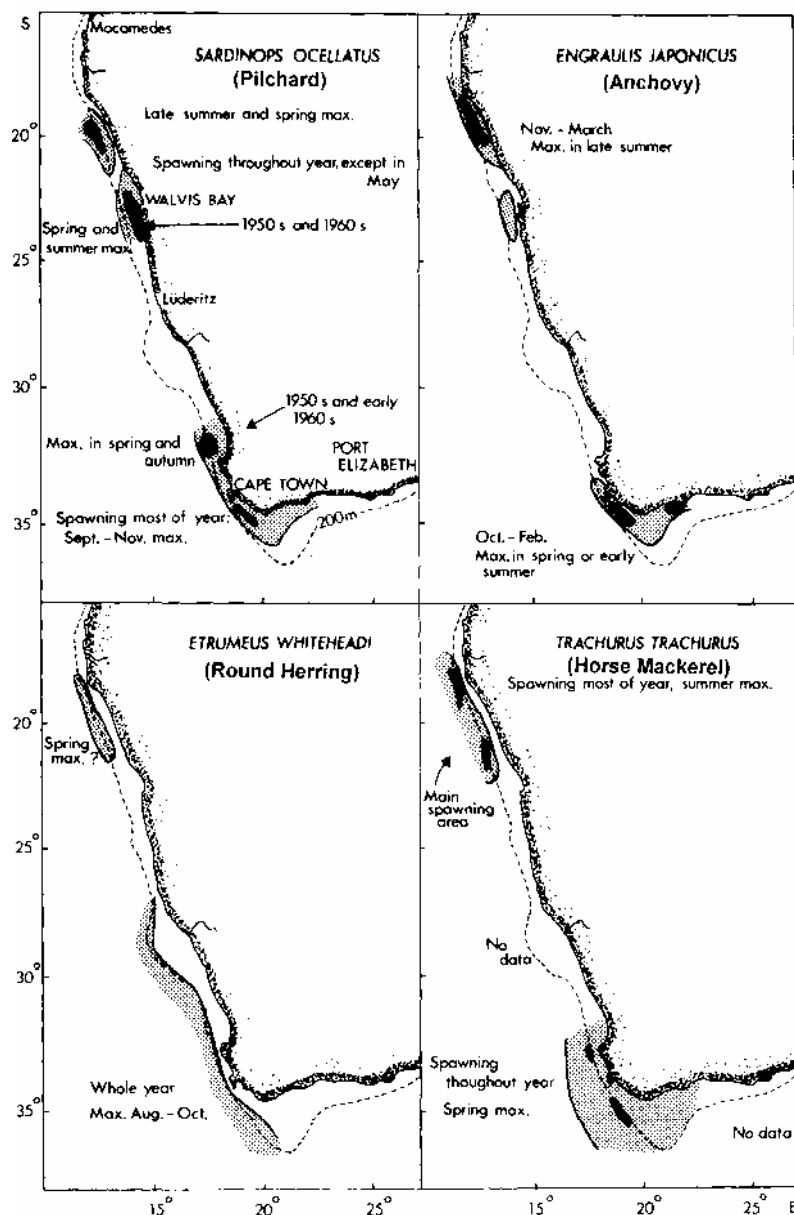 S
Mocamedes
SARDINOPS OCELLATUS
(Pilchard)
Late summer and spring max.
20°
Spawning throughout year, except in
May
WALVIS BAY
1950 s and 1960 s
Spring and
summer max.
25°
Lüderitz
30°
1950 s and early
1960 s
Max. in spring and
autumn
PORT
ELIZABETH
CAPE TOWN
Spawning most of year,
Sept. - Nov. max.
200m
35°
ENGRAULIS JAPONICUS
(Anchovy)
Nov. - March
Max. in late summer
Oct. - Feb.
Max. in spring or early
summer
ETRUMEUS WHITEHEADI
(Round Herring)
20°
Spring
max. ?
25°
30°
Whole year
Max. Aug. - Oct.
35°
15°
20°
25°
TRACHURUS TRACHURUS
(Horse Mackerel)
Spawning most of year, summer max.
Main
spawning
area
No
data
Spawning
thoughout year
Spring max.
No data
15°
20°
25°
E